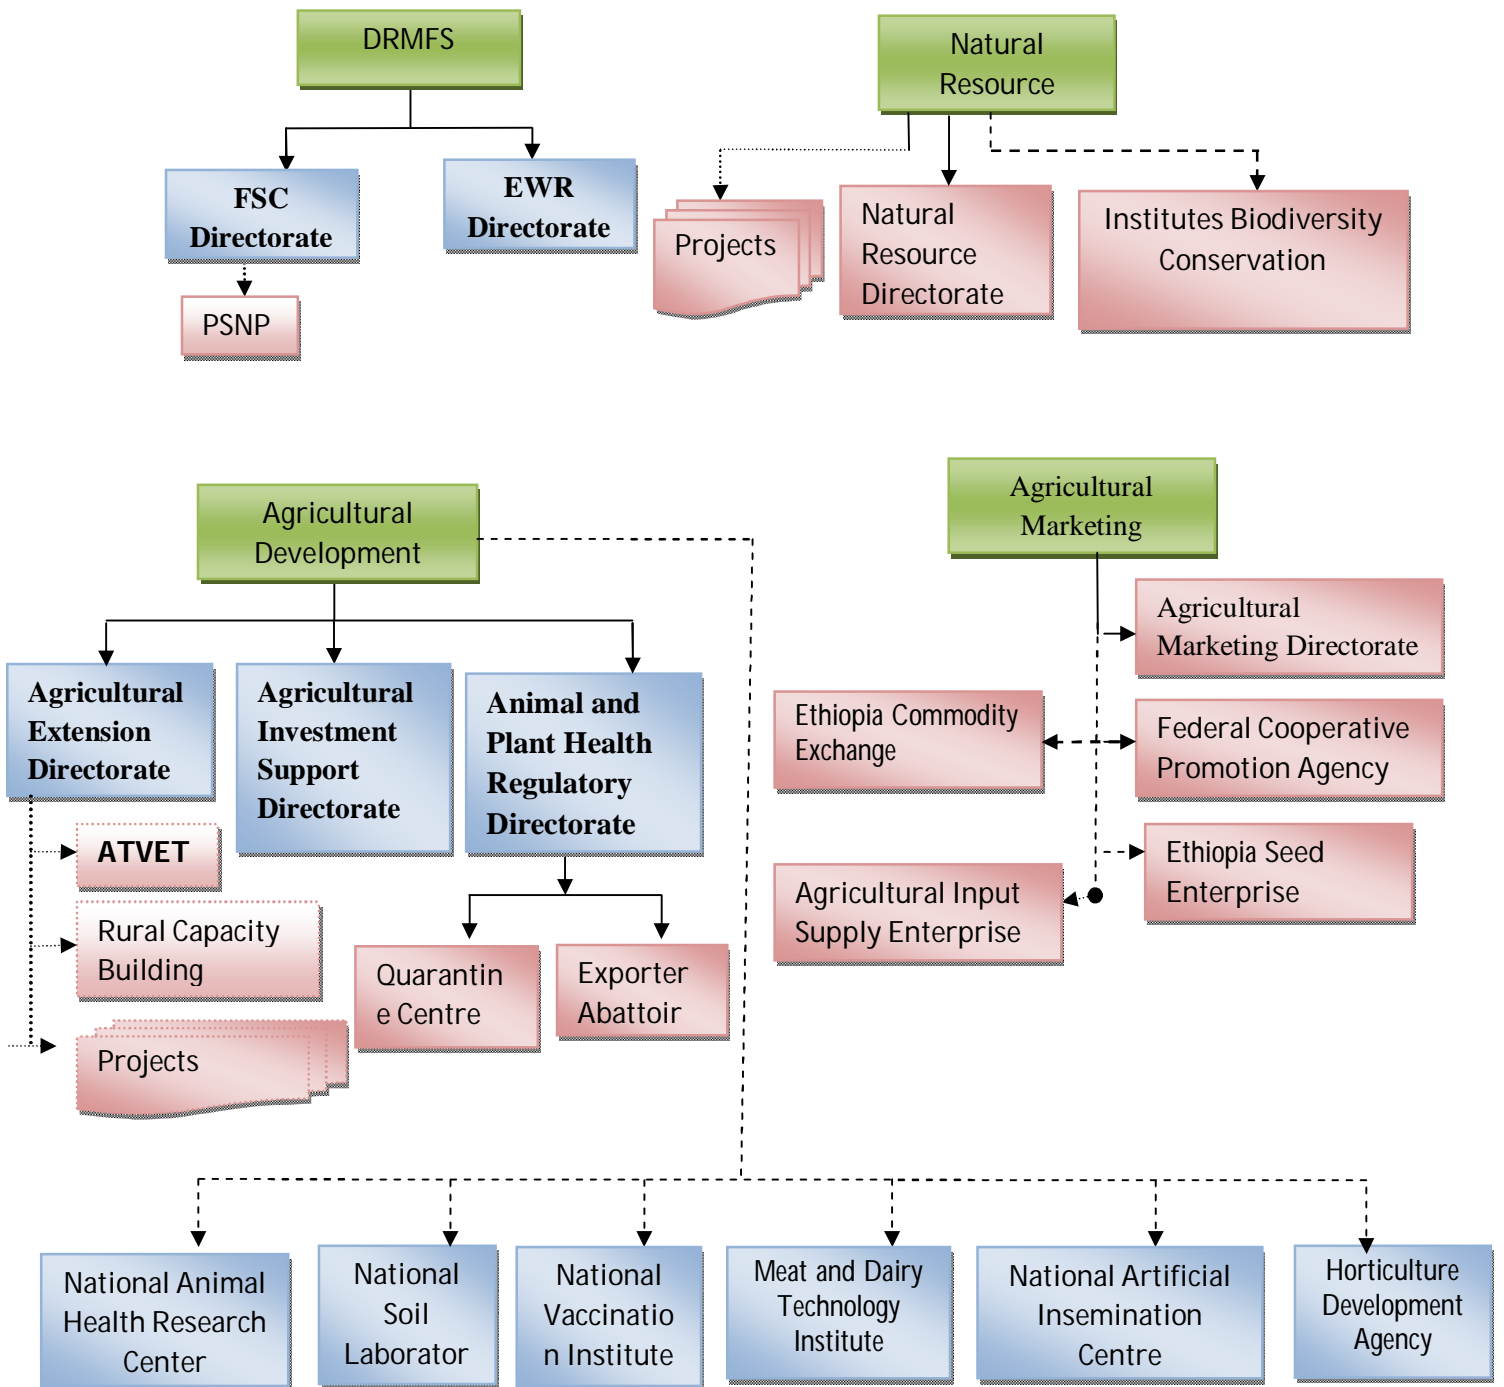 DRMFS
Natural
Resource
FSC
Directorate
EWR
Directorate
Projects
Natural
Resource
Directorate
Institutes Biodiversity
Conservation
PSNP
Agricultural
Development
Agricultural
Marketing
Agricultural
Marketing Directorate
Agricultural
Extension
Directorate
Agricultural
Investment
Support
Directorate
Animal and
Plant Health
Regulatory
Directorate
Ethiopia Commodity
Exchange
Federal Cooperative
Promotion Agency
ATVET
Ethiopia Seed
Enterprise
Agricultural Input
Supply Enterprise
Rural Capacity
Building
Quarantin
e Centre
Exporter
Abattoir
Projects
National Animal
Health Research
Center
National
Soil
Laborator
National
Vaccinatio
n Institute
Meat and Dairy
Technology
Institute
National Artificial
Insemination
Centre
Horticulture
Development
Agency